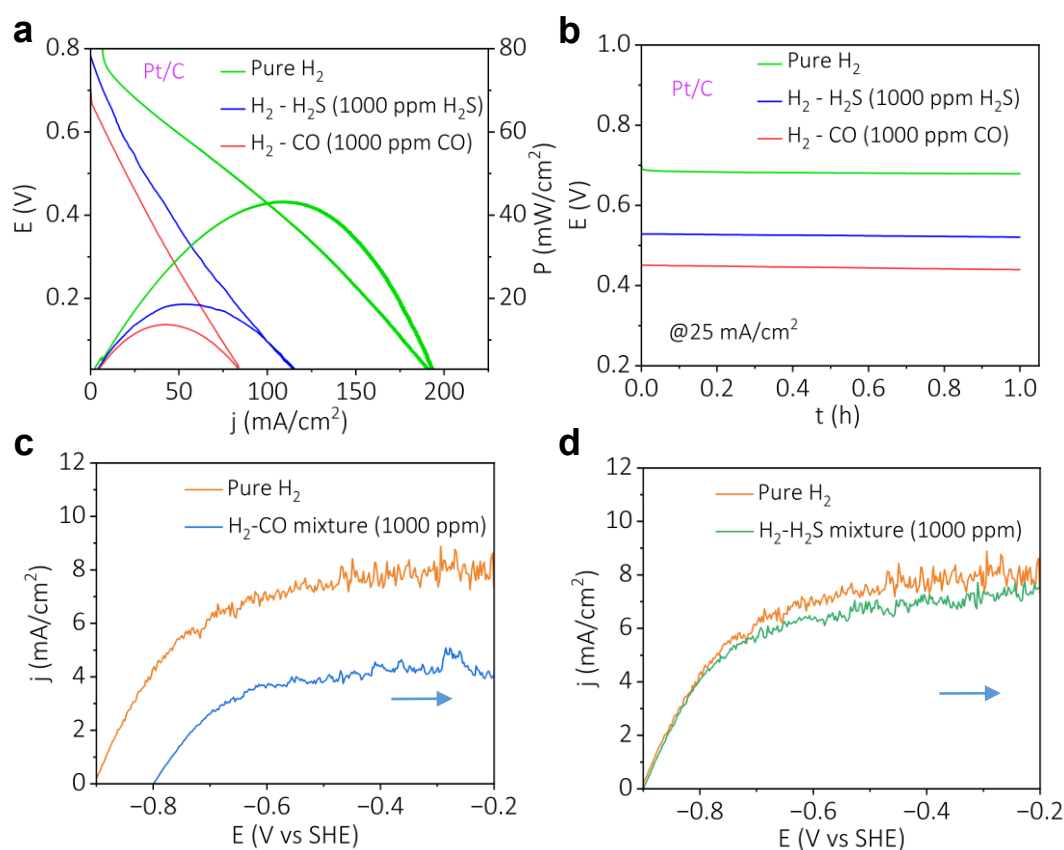 a
Pt/C
Pure H₂
H₂ - H₂S (1000 ppm H₂S)
H₂ - CO (1000 ppm CO)
0.8
0.6
0.4
0.2
E (V)
80
60
40
20
P (mW/cm²)
0
50
100
150
200
j (mA/cm²)
b
Pt/C
Pure H₂
H₂ - H₂S (1000 ppm H₂S)
H₂ - CO (1000 ppm CO)
@25 mA/cm²
1.0
0.8
0.6
0.4
0.2
E (V)
0.0
0.2
0.4
0.6
0.8
1.0
t (h)
c
Pure H₂
H₂-CO mixture (1000 ppm)
12
10
8
6
4
2
0
j (mA/cm²)
−0.8
−0.6
−0.4
−0.2
E (V vs SHE)
d
Pure H₂
H₂-H₂S mixture (1000 ppm)
12
10
8
6
4
2
0
j (mA/cm²)
−0.8
−0.6
−0.4
−0.2
E (V vs SHE)